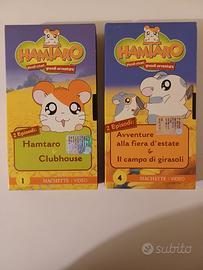 HAMTARO
piccoli criceti, grandi avventure
2 Episodi:
Hamtaro
Clubhouse
1
HACHETTE VIDEO
HAMTARO
piccoli criceti, grandi avventure
2 Episodi:
Avventure
alla fiera d'estate
&
Il campo di girasoli
4
HACHETTE VIDEO
subito